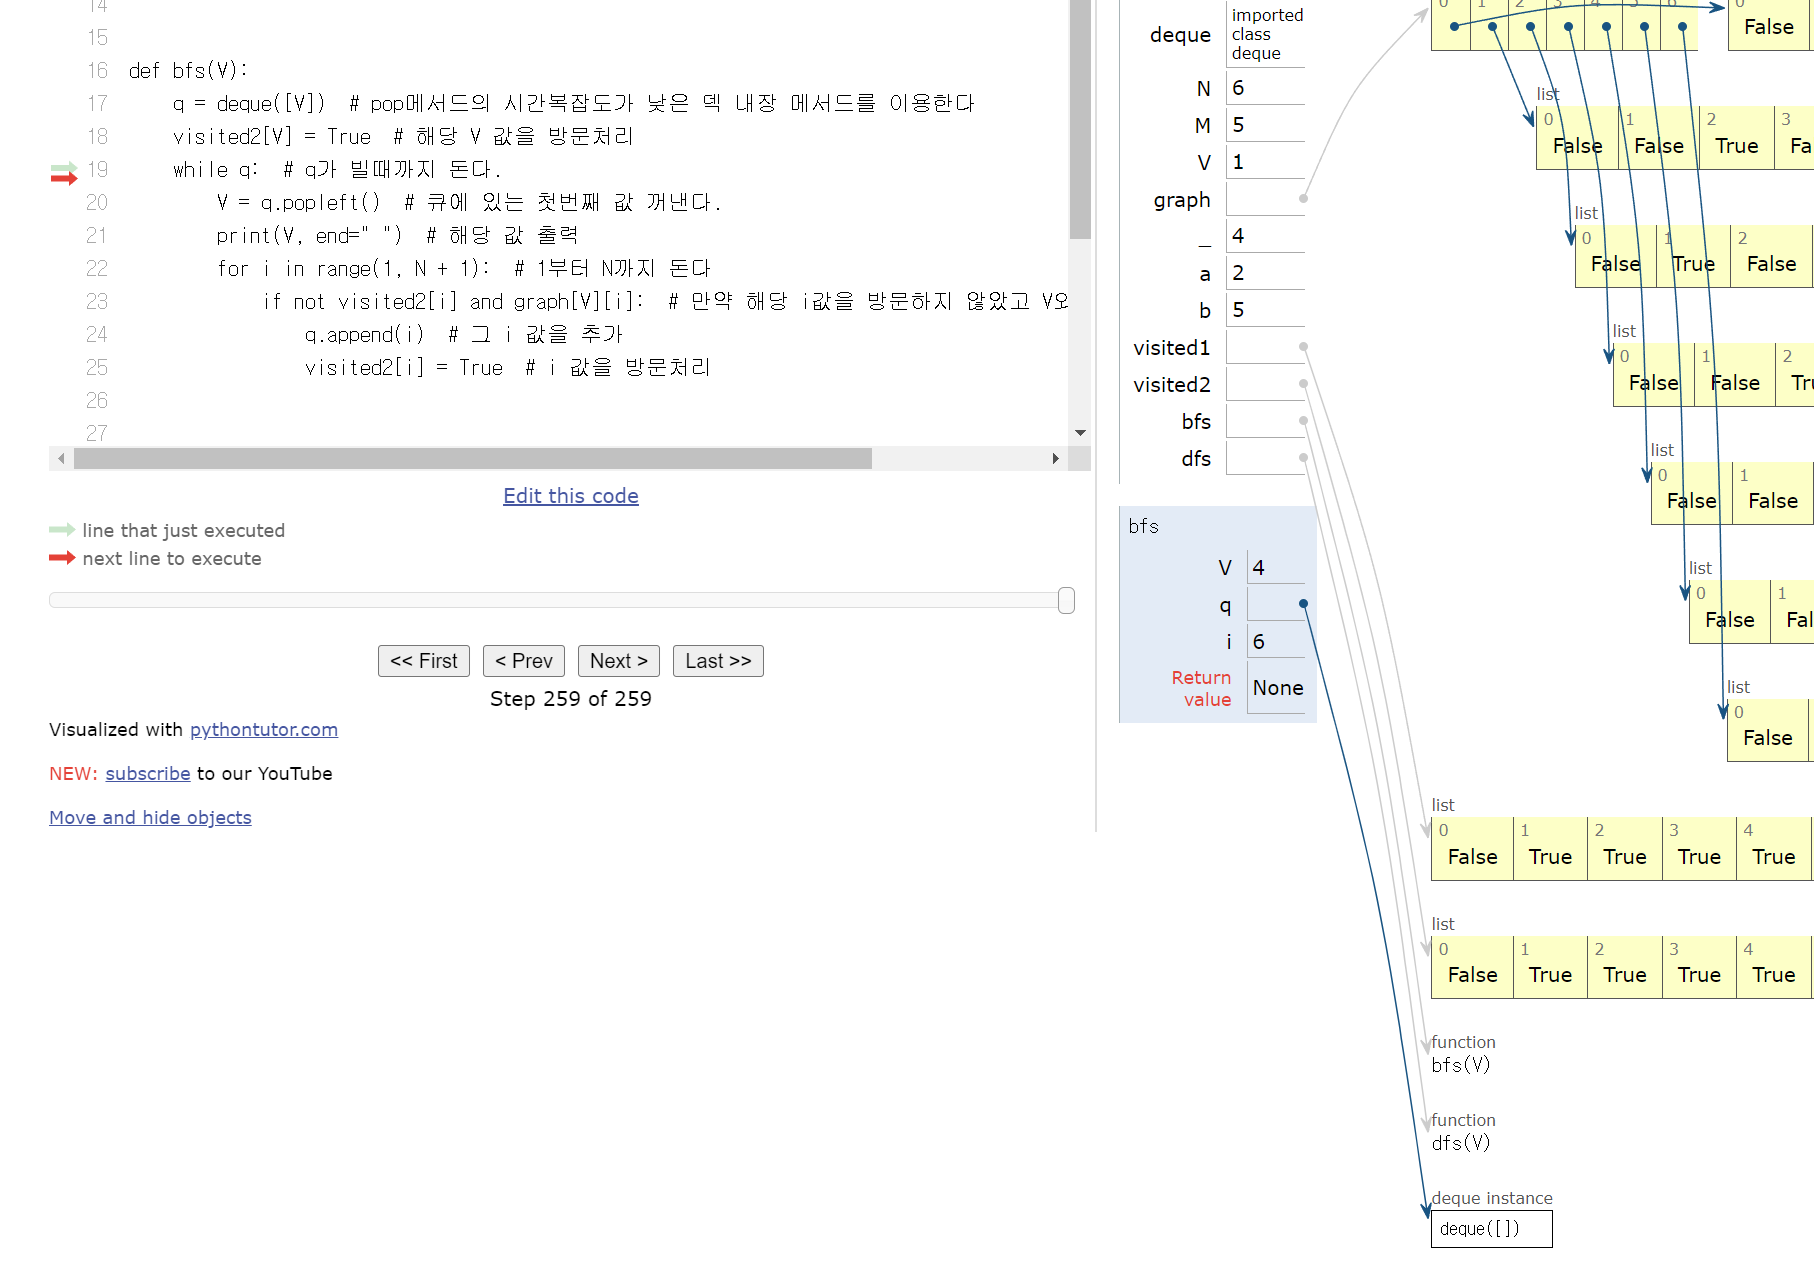 14
15
16 def bfs(V):
17 q = deque([V])  # pop메서드의 시간복잡도가 낮은 덱 내장 메서드를 이용한다
18 visited2[V] = True  # 해당 V 값을 방문처리
19 while q:  # q가 빌때까지 돈다.
20 V = q.popleft()  # 큐에 있는 첫번째 값 꺼낸다.
21 print(V, end=" ")  # 해당 값 출력
22 for i in range(1, N + 1):  # 1부터 N까지 돈다
23 if not visited2[i] and graph[V][i]:  # 만약 해당 i값을 방문하지 않았고 V와
24 q.append(i)  # 그 i 값을 추가
25 visited2[i] = True  # i 값을 방문처리
26
27
Edit this code
line that just executed
next line to execute
<< First < Prev Next > Last >>
Step 259 of 259
Visualized with pythontutor.com
NEW: subscribe to our YouTube
Move and hide objects
deque imported
class
deque
N 6
M 5
V 1
graph
_ 4
a 2
b 5
visited1
visited2
bfs
dfs
bfs
V 4
q
i 6
Return
value None
0 1 2 3 4 5 6
0
False
list
0 1 2 3
False False True Fa
list
0 1 2
False True False
list
0 1 2
False False Tru
list
0 1
False False
list
0 1
False Fal
list
0
False
list
0 1 2 3 4
False True True True True
list
0 1 2 3 4
False True True True True
function
bfs(V)
function
dfs(V)
deque instance
deque([])